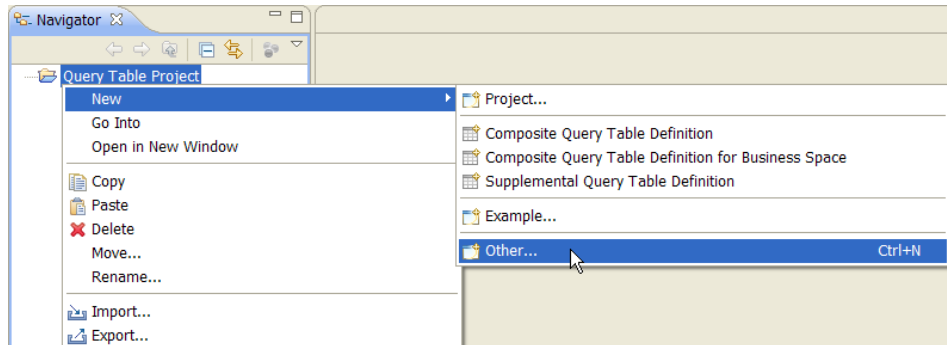 Navigator
Query Table Project
New
Go Into
Open in New Window
Copy
Paste
Delete
Move...
Rename...
Import...
Export...
Project...
Composite Query Table Definition
Composite Query Table Definition for Business Space
Supplemental Query Table Definition
Example...
Other... Ctrl+N